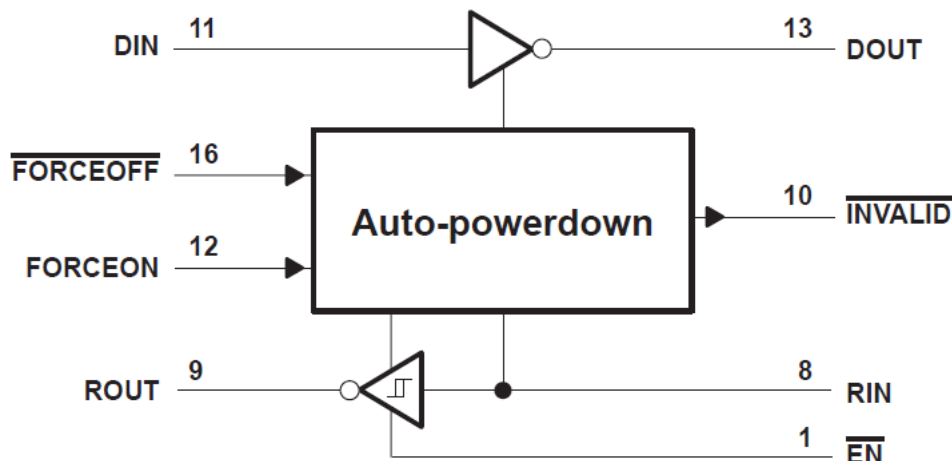 DIN 11 13 DOUT
FORCEOFF 16
Auto-powerdown 10 INVALID
FORCEON 12
ROUT 9 8 RIN
1 EN